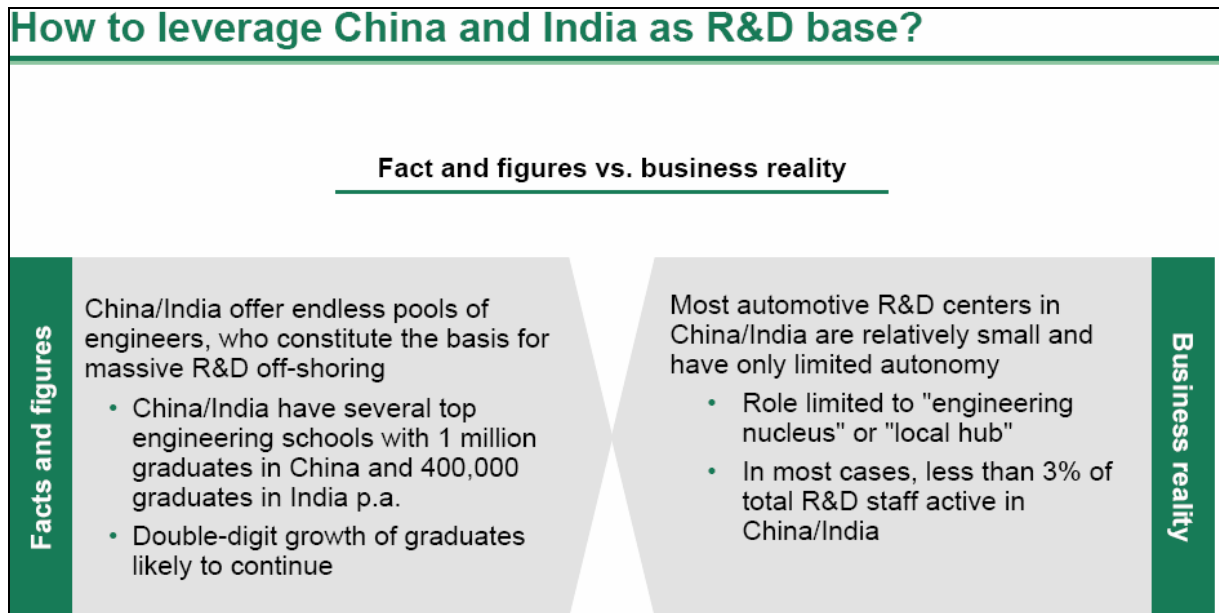 How to leverage China and India as R&D base?
Fact and figures vs. business reality
Facts and figures
China/India offer endless pools of
engineers, who constitute the basis for
massive R&D off-shoring
• China/India have several top
engineering schools with 1 million
graduates in China and 400,000
graduates in India p.a.
• Double-digit growth of graduates
likely to continue
Most automotive R&D centers in
China/India are relatively small and
have only limited autonomy
• Role limited to "engineering
nucleus" or "local hub"
• In most cases, less than 3% of
total R&D staff active in
China/India
Business reality